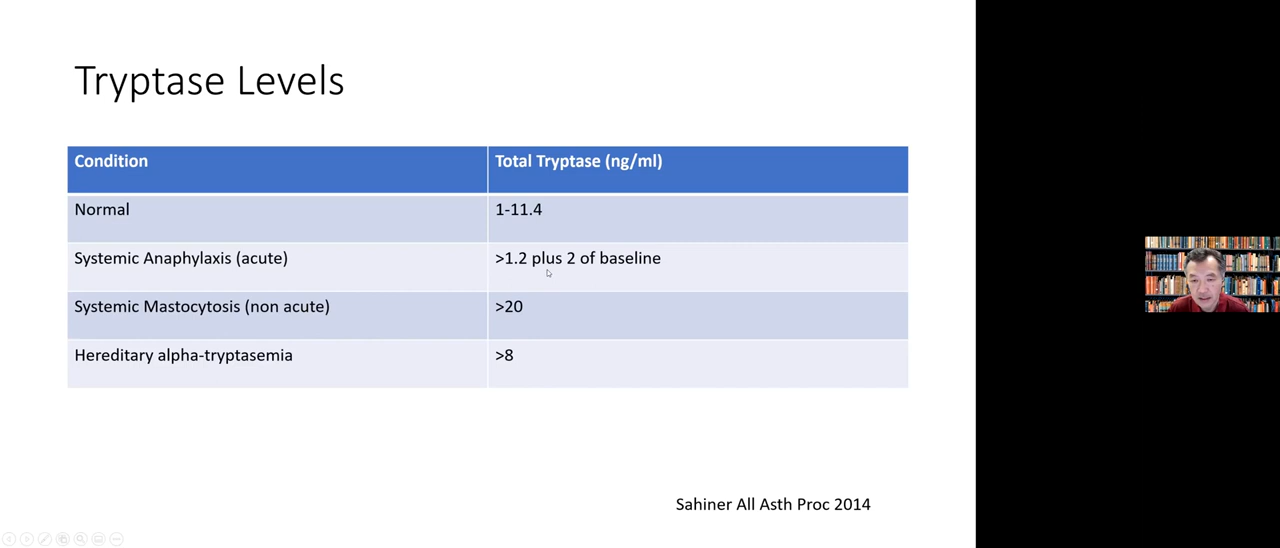 Tryptase Levels
Condition Total Tryptase (ng/ml)
Normal 1-11.4
Systemic Anaphylaxis (acute) >1.2 plus 2 of baseline
Systemic Mastocytosis (non acute) >20
Hereditary alpha-tryptasemia >8
Sahiner All Asth Proc 2014